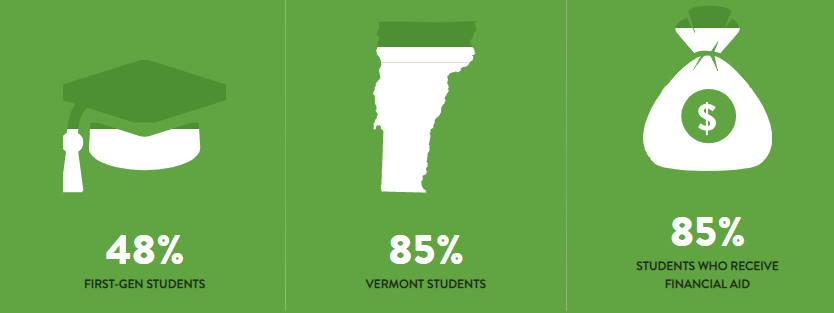 $
48%
FIRST-GEN STUDENTS
85%
VERMONT STUDENTS
85%
STUDENTS WHO RECEIVE
FINANCIAL AID